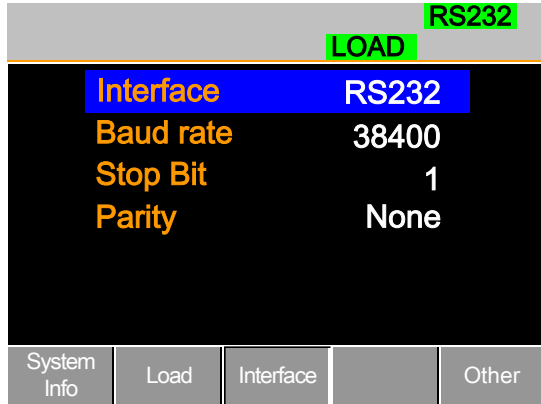 RS232
LOAD
Interface RS232
Baud rate 38400
Stop Bit 1
Parity None
System Info Load Interface Other